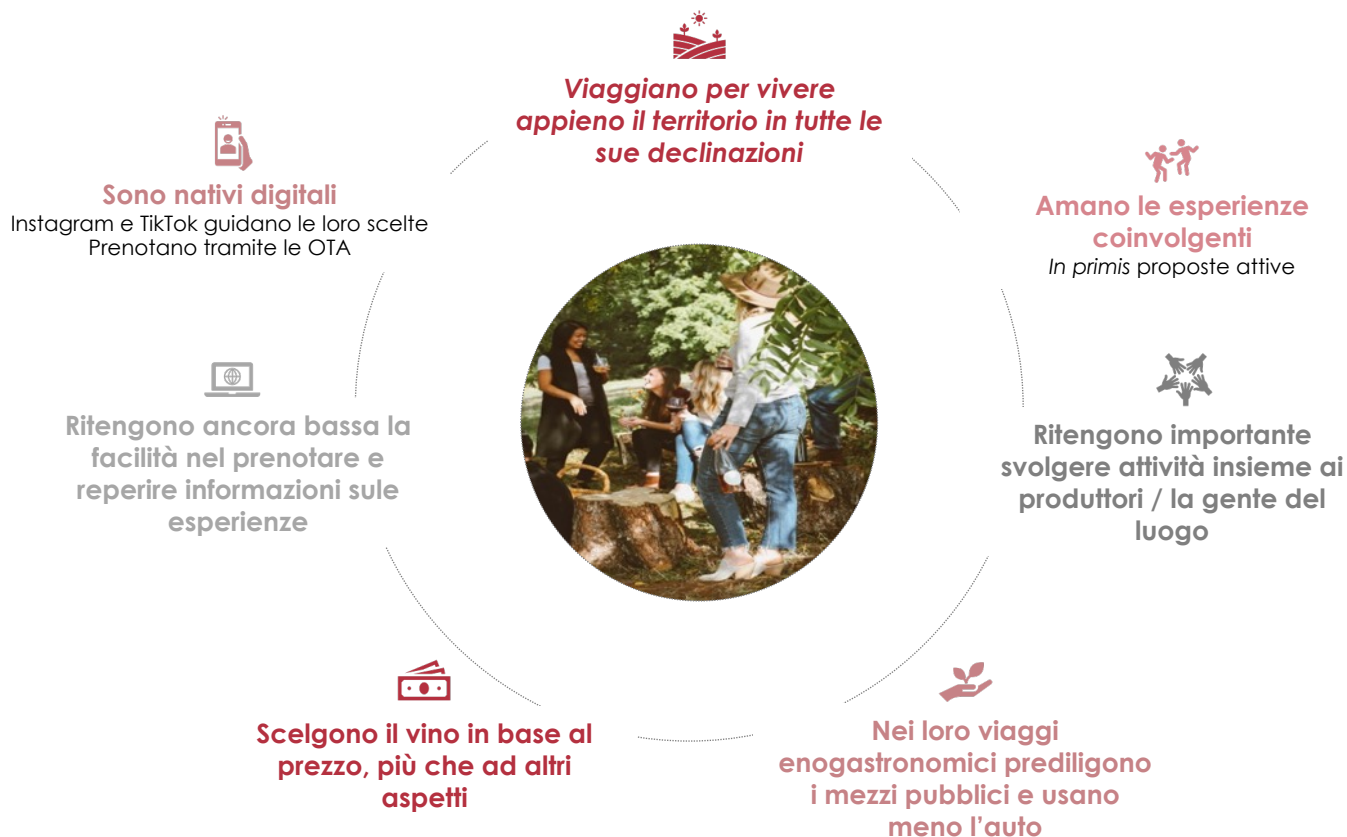 Viaggiano per vivere
appieno il territorio in tutte le
sue declinazioni
Sono nativi digitali
Instagram e TikTok guidano le loro scelte
Prenotano tramite le OTA
Amano le esperienze
coinvolgenti
In primis proposte attive
Ritengono ancora bassa la
facilità nel prenotare e
reperire informazioni sule
esperienze
Ritengono importante
svolgere attività insieme ai
produttori / la gente del
luogo
Scelgono il vino in base al
prezzo, più che ad altri
aspetti
Nei loro viaggi
enogastronomici prediligono
i mezzi pubblici e usano
meno l’auto